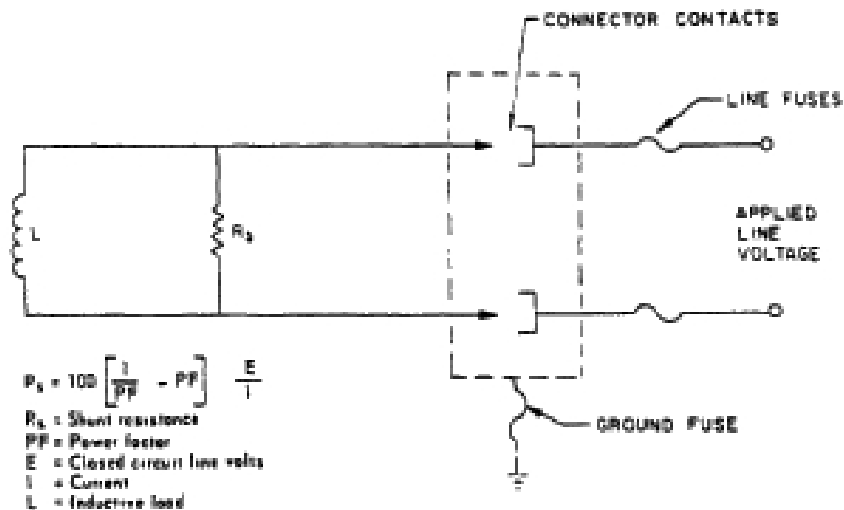 CONNECTOR CONTACTS
LINE FUSES
L
Rs
APPLIED
LINE
VOLTAGE
Rs = 100 [1/PF - PF] E/I
Rs = Shunt resistance
PF = Power factor
E = Closed circuit line volts
I = Current
L = Inductive load
GROUND FUSE